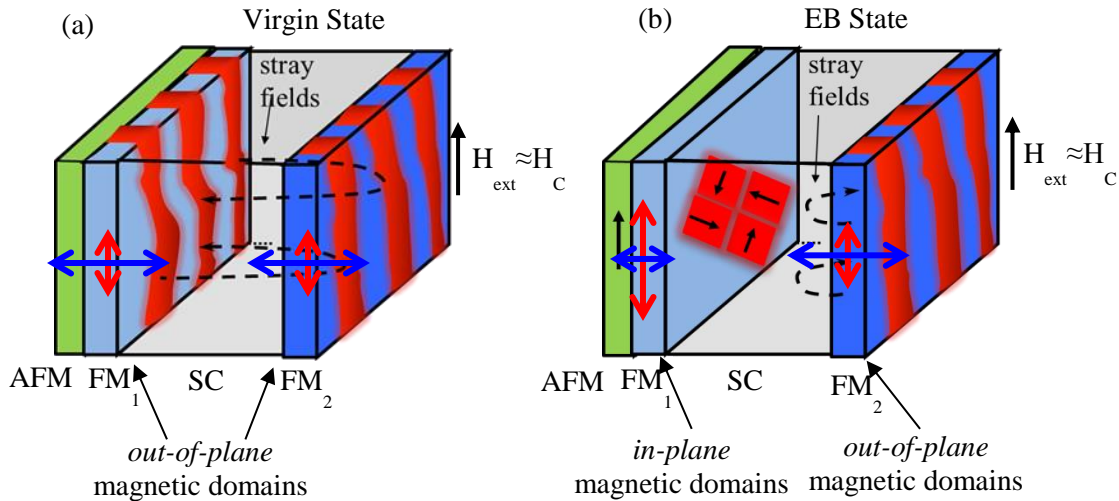 (a)
Virgin State
stray
fields
H ext ≈H C
AFM FM 1 SC FM 2
out-of-plane
magnetic domains
(b)
EB State
stray
fields
H ext ≈H C
AFM FM 1 SC FM 2
in-plane
magnetic domains
out-of-plane
magnetic domains